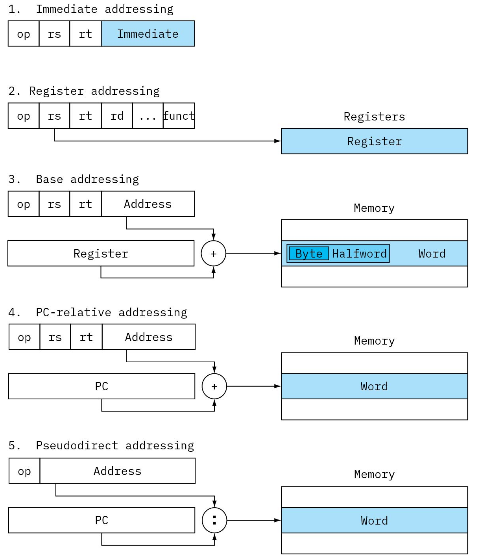 1. Immediate addressing
op rs rt Immediate
2. Register addressing
op rs rt rd ... funct
Registers
Register
3. Base addressing
op rs rt Address
Memory
Register + Byte Halfword Word
4. PC-relative addressing
op rs rt Address
Memory
PC + Word
5. Pseudodirect addressing
op Address
Memory
PC : Word